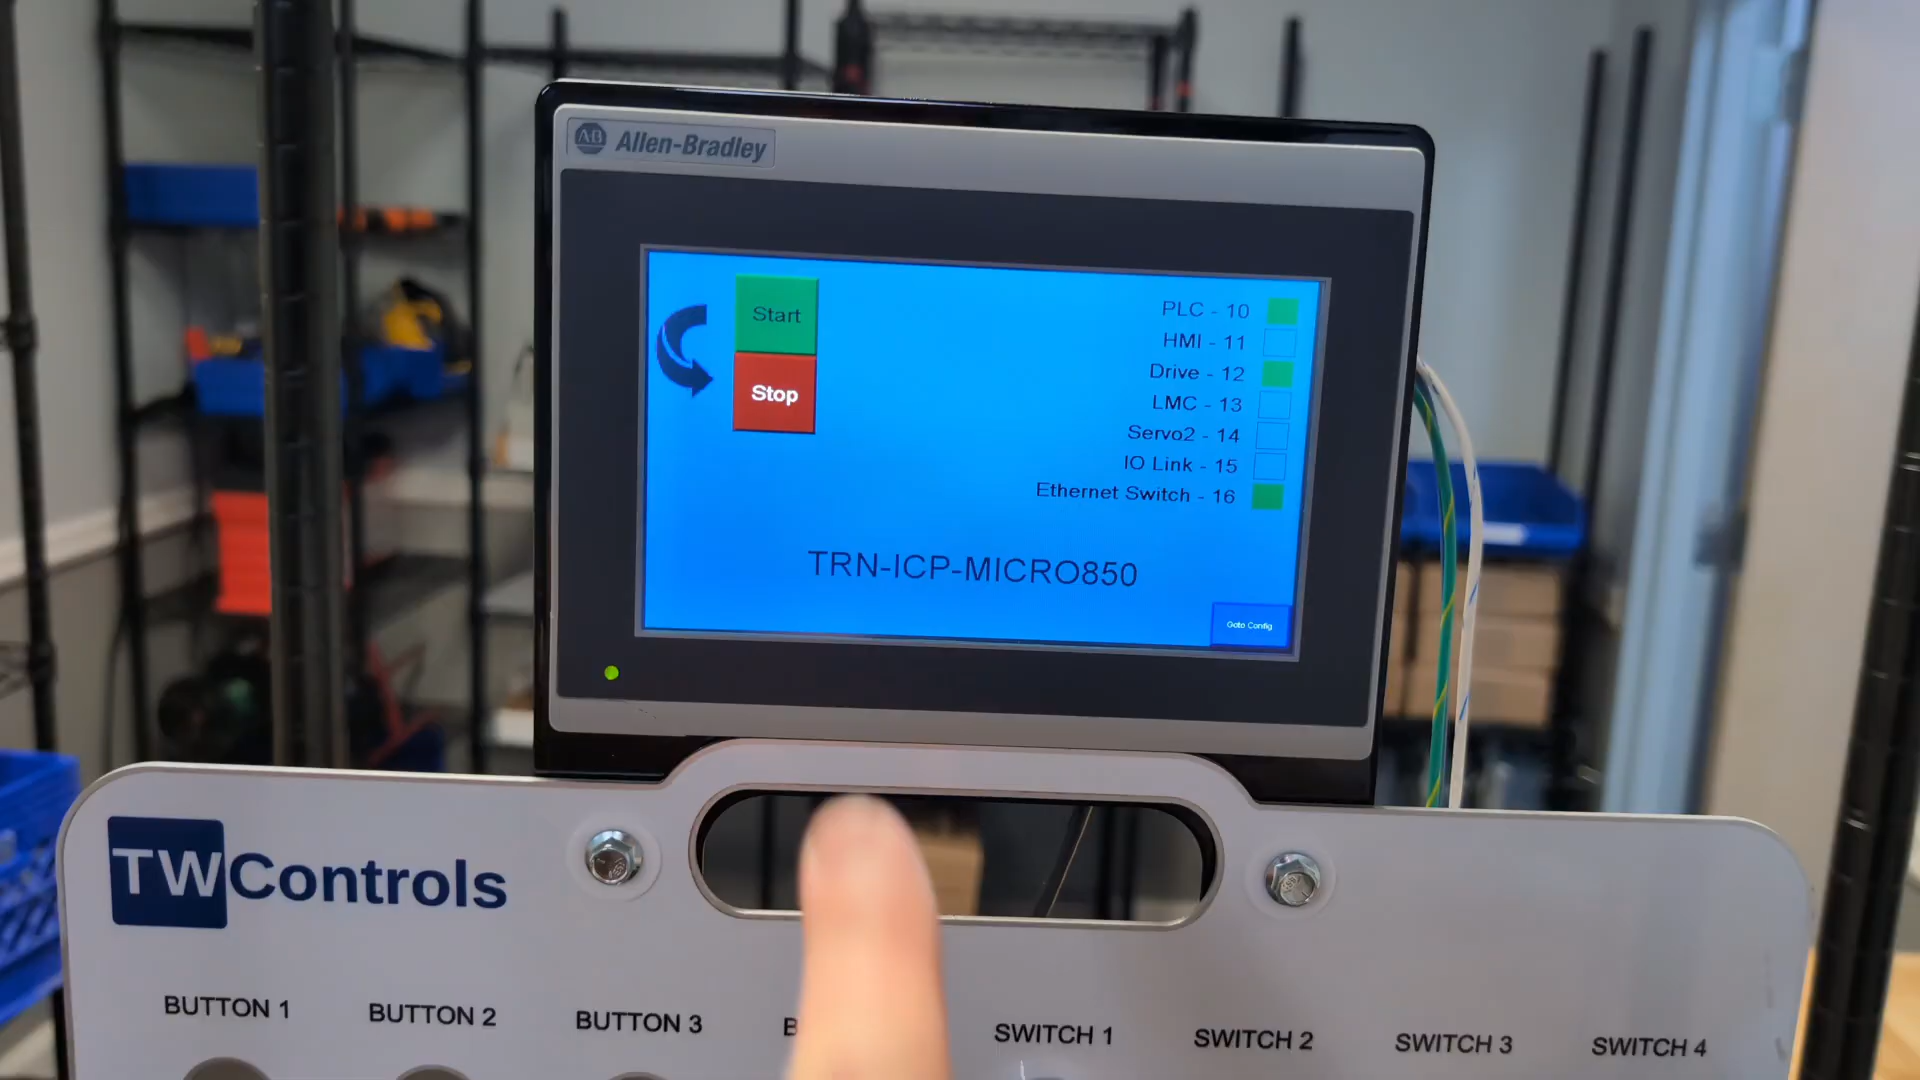 AB Allen-Bradley
Start
Stop
PLC - 10
HMI - 11
Drive - 12
LMC - 13
Servo2 - 14
IO Link - 15
Ethernet Switch - 16
TRN-ICP-MICRO850
Goto Config
TWControls
BUTTON 1
BUTTON 2
BUTTON 3
SWITCH 1
SWITCH 2
SWITCH 3
SWITCH 4